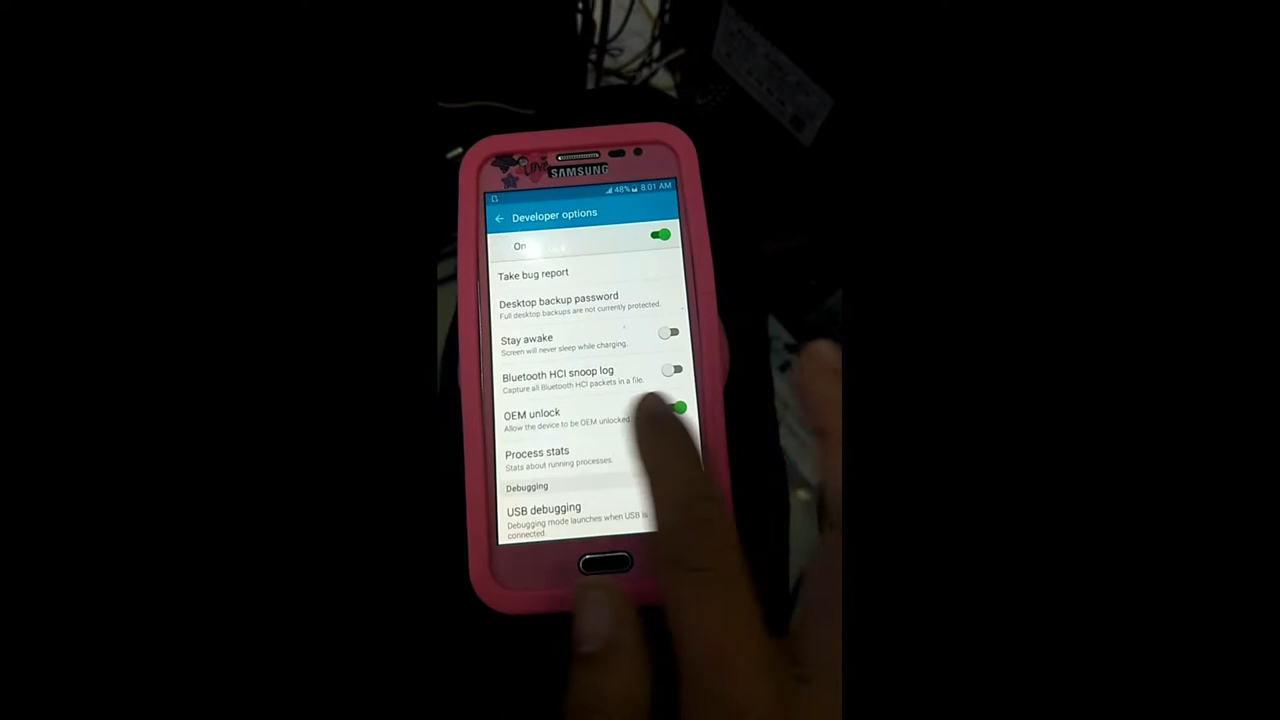 Love
SAMSUNG
48% 8:01 AM
Developer options
On
Take bug report
Desktop backup password
Full desktop backups are not currently protected.
Stay awake
Screen will never sleep while charging.
Bluetooth HCI snoop log
Capture all Bluetooth HCI packets in a file.
OEM unlock
Allow the device to be OEM unlocked
Process stats
Stats about running processes.
Debugging
USB debugging
Debugging mode launches when USB is
connected.